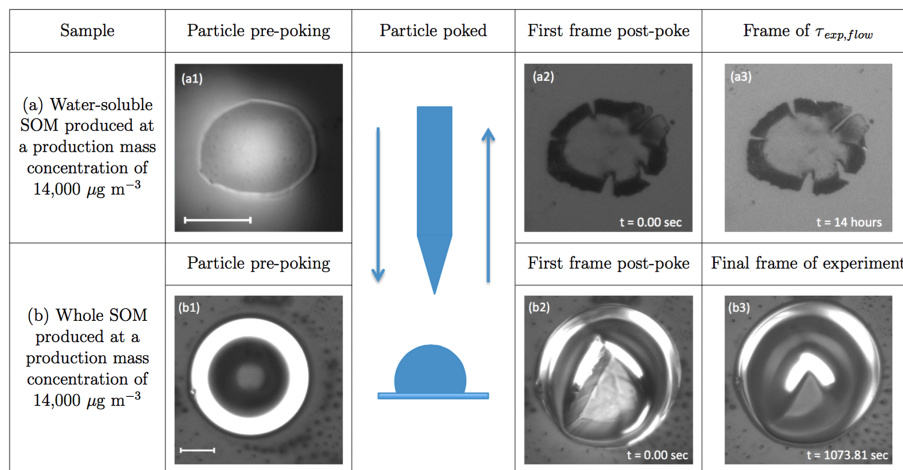 Sample
Particle pre-poking
Particle poked
First frame post-poke
Frame of τexp,flow
(a) Water-soluble
SOM produced at
a production mass
concentration of
14,000 μg m−3
(a1)
(a2)
t = 0.00 sec
(a3)
t = 14 hours
Particle pre-poking
First frame post-poke
Final frame of experiment
(b) Whole SOM
produced at a
production mass
concentration of
14,000 μg m−3
(b1)
(b2)
t = 0.00 sec
(b3)
t = 1073.81 sec